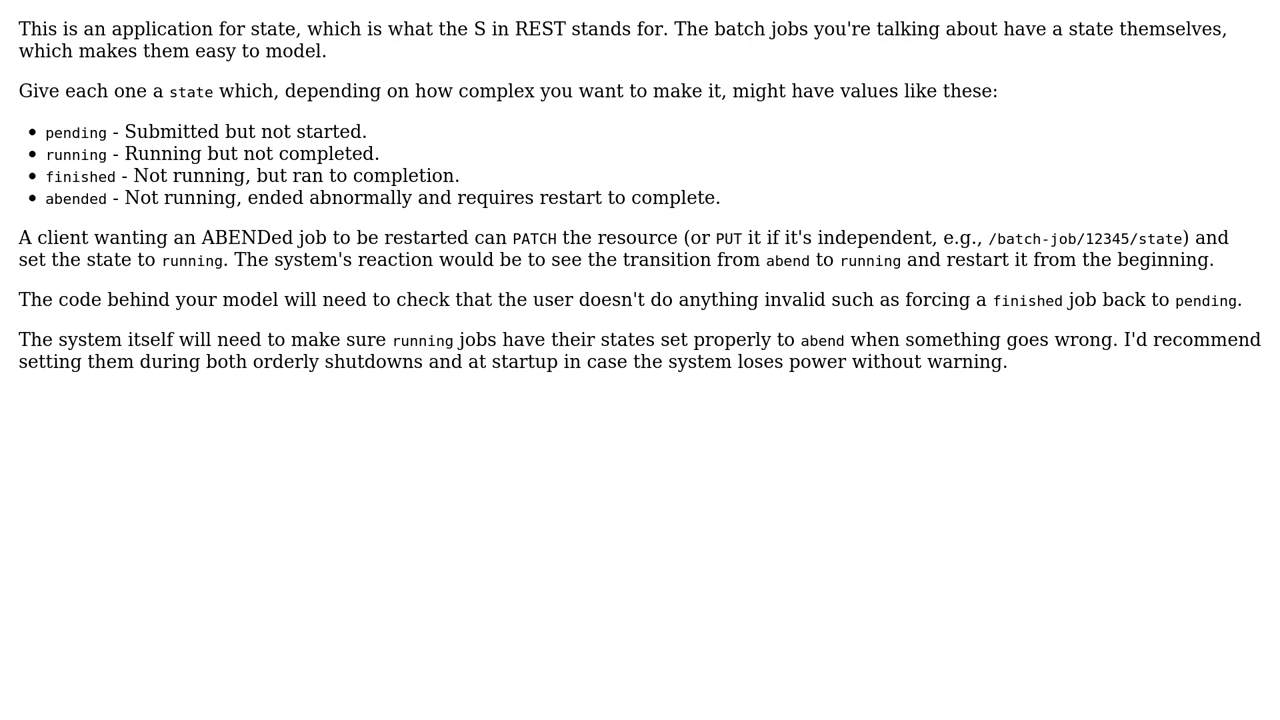 This is an application for state, which is what the S in REST stands for. The batch jobs you're talking about have a state themselves,
which makes them easy to model.
Give each one a state which, depending on how complex you want to make it, might have values like these:
• pending - Submitted but not started.
• running - Running but not completed.
• finished - Not running, but ran to completion.
• abended - Not running, ended abnormally and requires restart to complete.
A client wanting an ABENDed job to be restarted can PATCH the resource (or PUT it if it's independent, e.g., /batch-job/12345/state) and
set the state to running. The system's reaction would be to see the transition from abend to running and restart it from the beginning.
The code behind your model will need to check that the user doesn't do anything invalid such as forcing a finished job back to pending.
The system itself will need to make sure running jobs have their states set properly to abend when something goes wrong. I'd recommend
setting them during both orderly shutdowns and at startup in case the system loses power without warning.